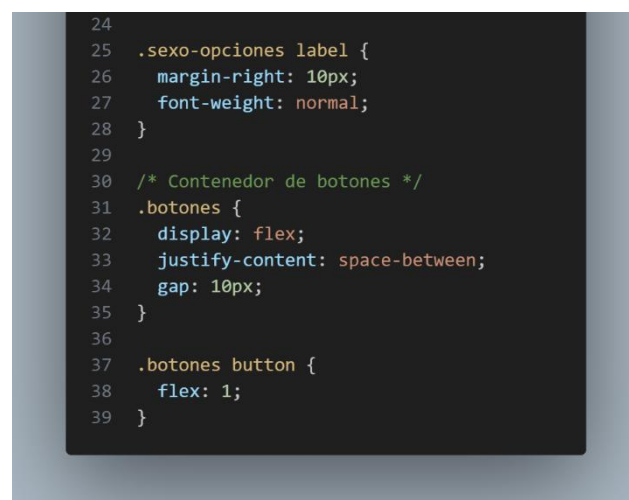 24
25 .sexo-opciones label {
26   margin-right: 10px;
27   font-weight: normal;
28 }
29
30 /* Contenedor de botones */
31 .botones {
32   display: flex;
33   justify-content: space-between;
34   gap: 10px;
35 }
36
37 .botones button {
38   flex: 1;
39 }